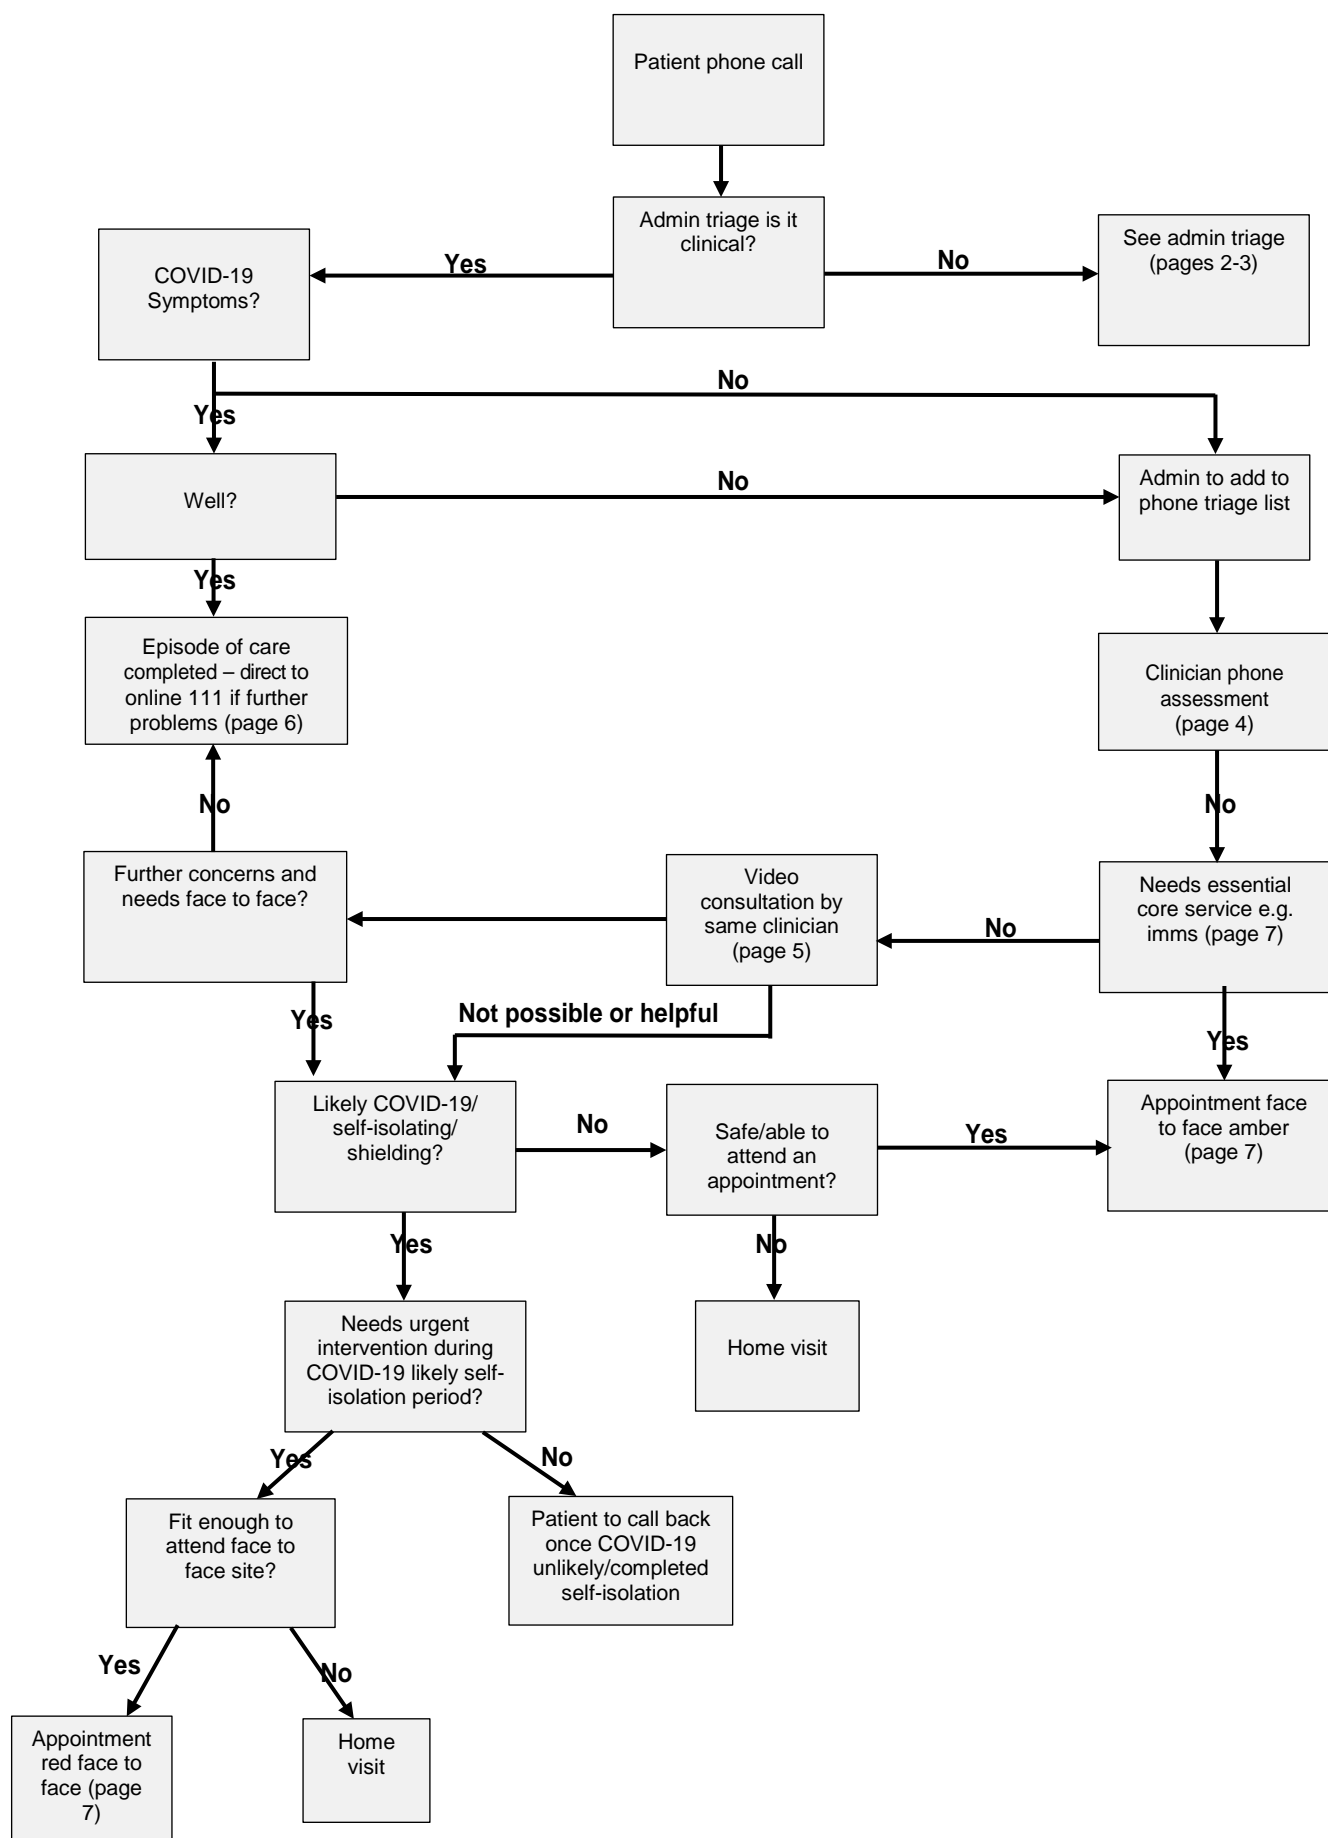 Patient phone call
Admin triage is it
clinical?
Yes
No
COVID-19
Symptoms?
See admin triage
(pages 2-3)
No
Yes
Well?
No
Admin to add to
phone triage list
Yes
Episode of care
completed – direct to
online 111 if further
problems (page 6)
Clinician phone
assessment
(page 4)
No
No
Further concerns and
needs face to face?
Video
consultation by
same clinician
(page 5)
No
Needs essential
core service e.g.
imms (page 7)
Yes
Not possible or helpful
Yes
Likely COVID-19/
self-isolating/
shielding?
No
Safe/able to
attend an
appointment?
Yes
Appointment face
to face amber
(page 7)
Yes
No
Needs urgent
intervention during
COVID-19 likely self-
isolation period?
Home visit
Yes
No
Fit enough to
attend face to
face site?
Patient to call back
once COVID-19
unlikely/completed
self-isolation
Yes
No
Appointment
red face to
face (page
7)
Home
visit